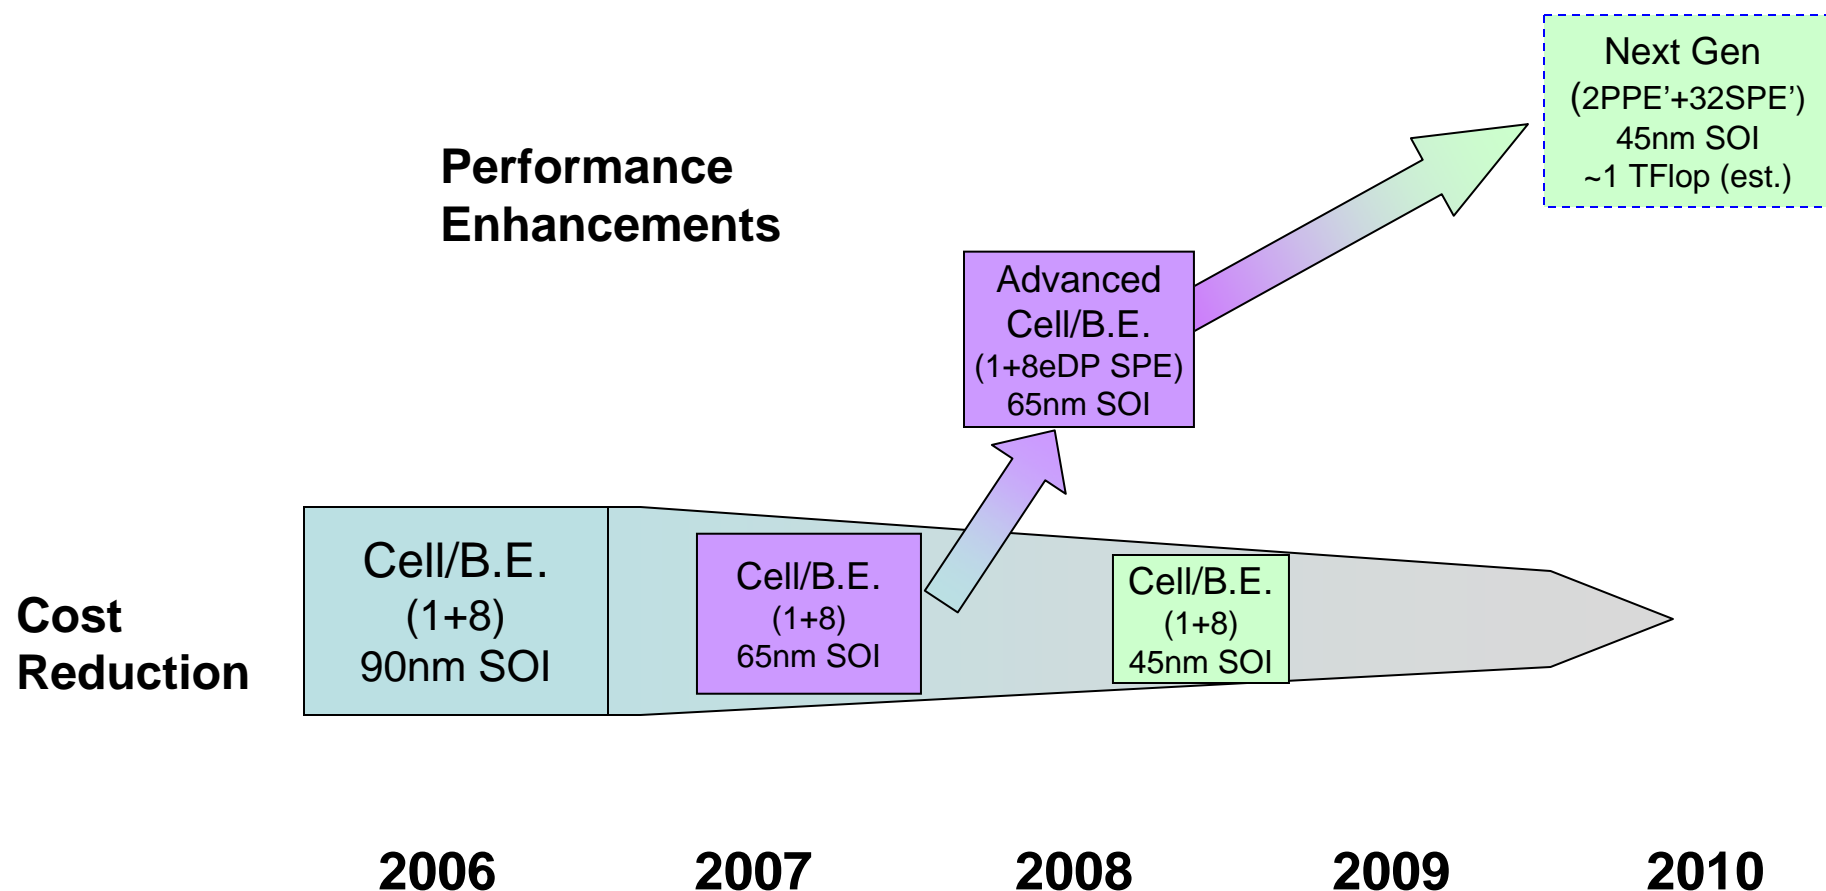 Next Gen
(2PPE’+32SPE’)
45nm SOI
~1 TFlop (est.)
Performance
Enhancements
Advanced
Cell/B.E.
(1+8eDP SPE)
65nm SOI
Cost
Reduction
Cell/B.E.
(1+8)
90nm SOI
Cell/B.E.
(1+8)
65nm SOI
Cell/B.E.
(1+8)
45nm SOI
2006 2007 2008 2009 2010